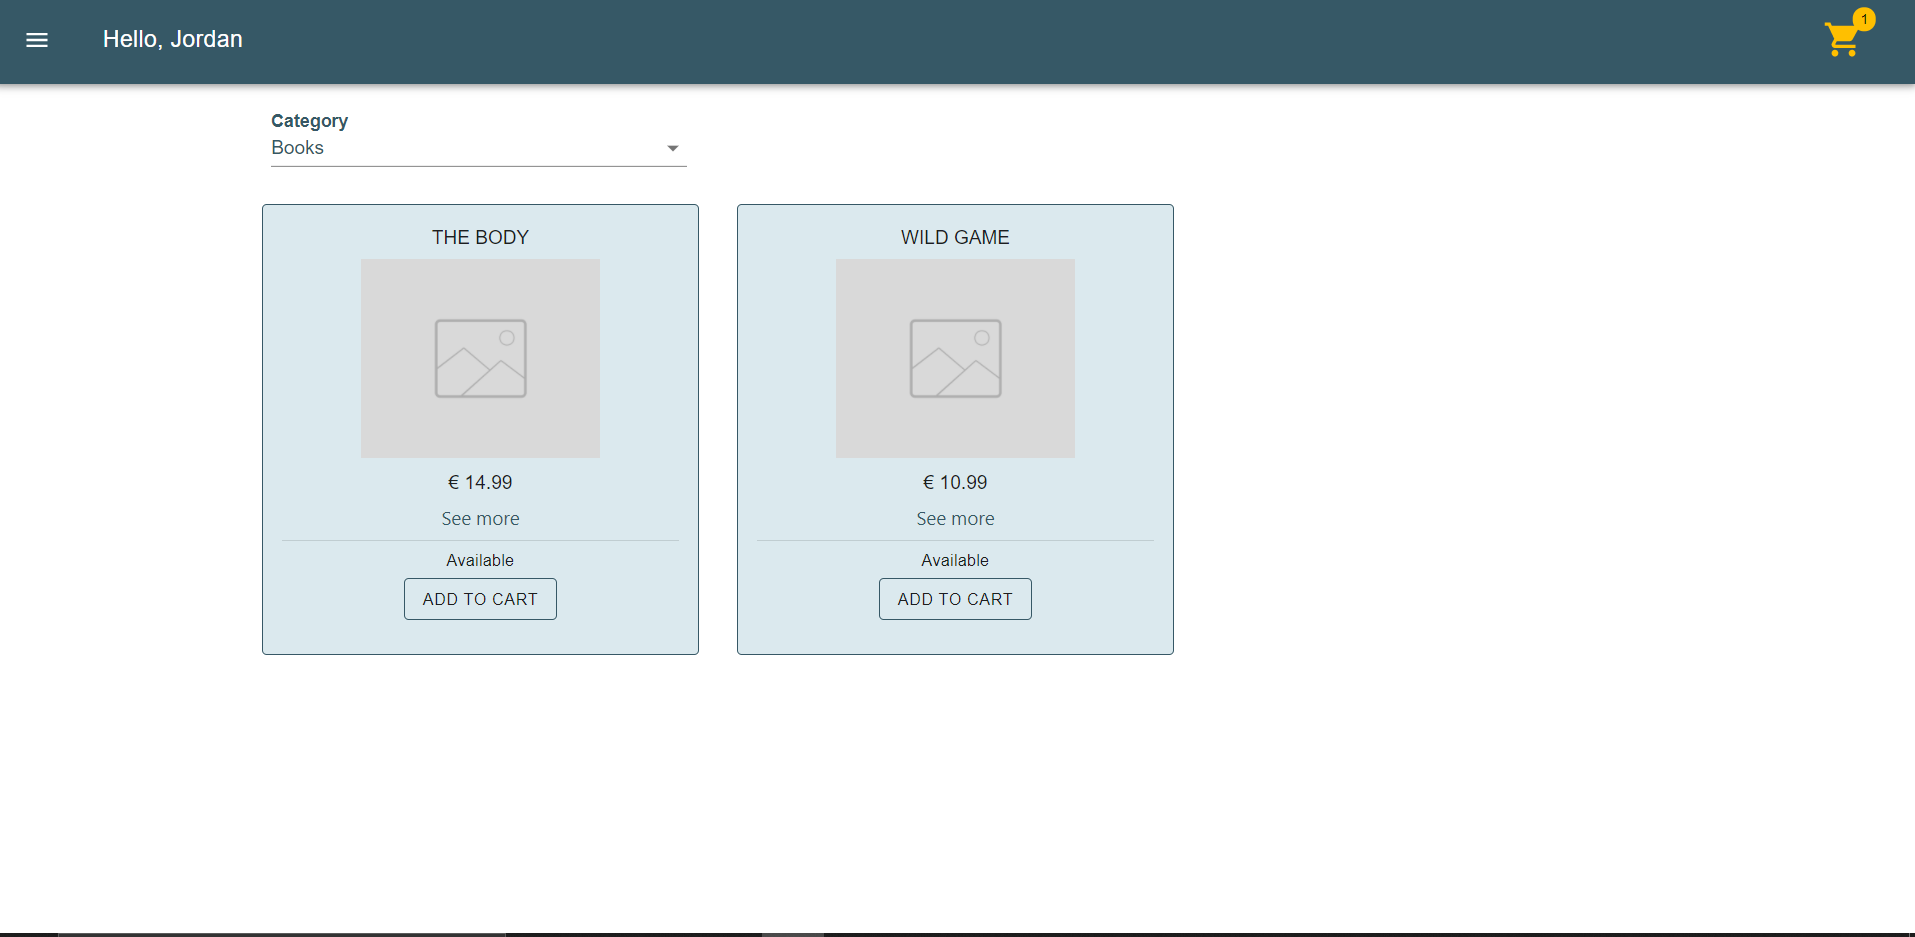 Hello, Jordan
1
Category
Books
THE BODY
€ 14.99
See more
Available
ADD TO CART
WILD GAME
€ 10.99
See more
Available
ADD TO CART